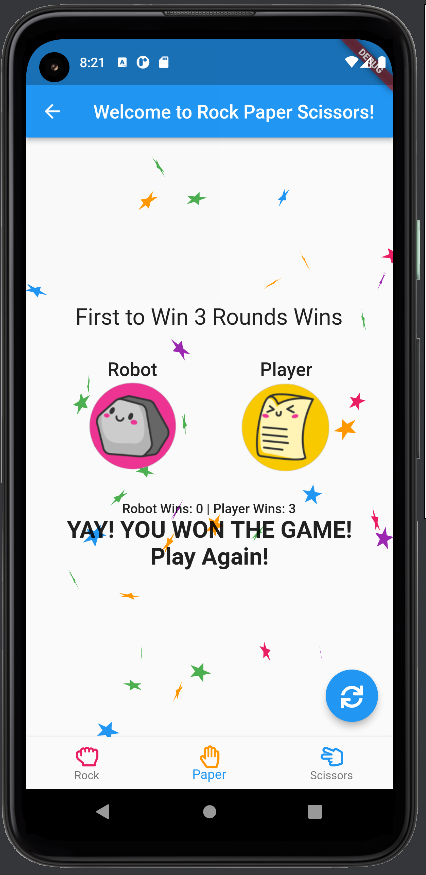 8:21
DEBUG
Welcome to Rock Paper Scissors!
First to Win 3 Rounds Wins
Robot Player
Robot Wins: 0 | Player Wins: 3
YAY! YOU WON THE GAME!
Play Again!
Rock Paper Scissors